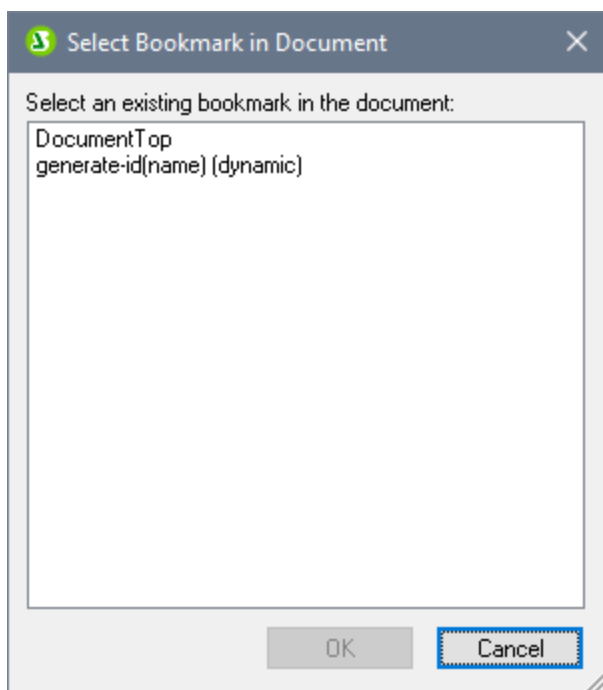 Select Bookmark in Document
Select an existing bookmark in the document:
DocumentTop
generate-id(name) (dynamic)
OK
Cancel